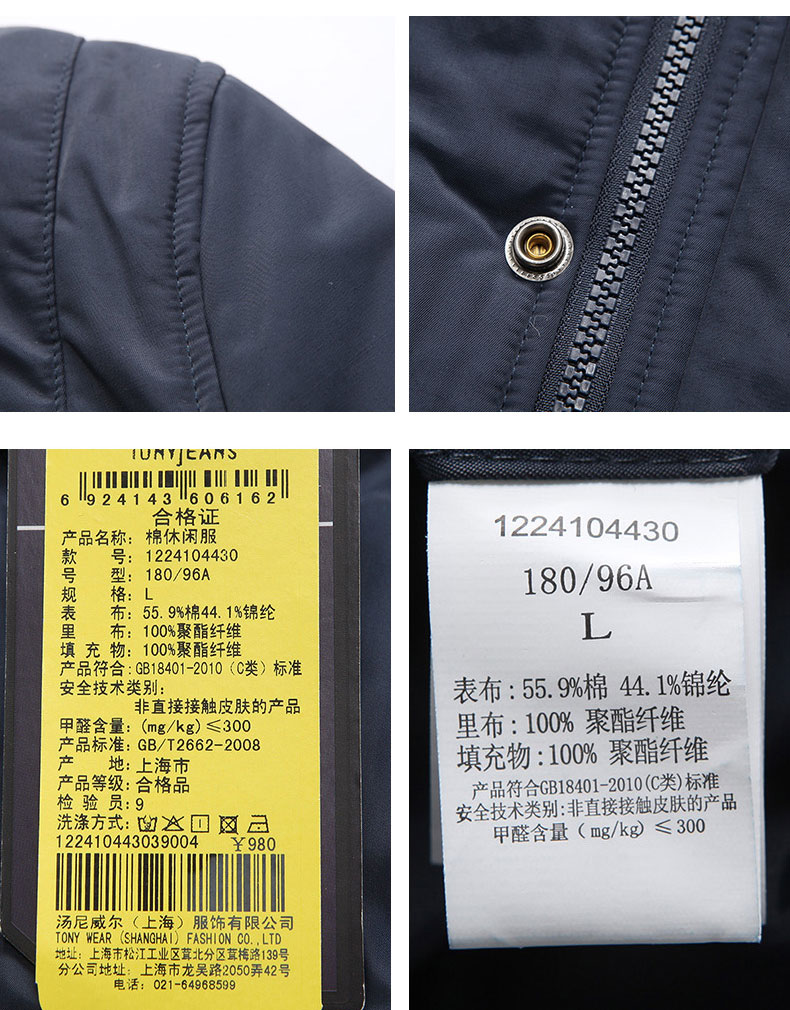 TONYJEANS
6 924143 606162
合格证
产品名称: 棉休闲服
款 号: 1224104430
号 型: 180/96A
规 格: L
表 布: 55.9%棉44.1%锦纶
里 布: 100%聚酯纤维
填 充 物: 100%聚酯纤维
产品符合: GB18401-2010(C类)标准
安全技术类别:
非直接接触皮肤的产品
甲醛含量: (mg/kg)≤300
产品标准: GB/T2662-2008
产 地: 上海市
产品等级: 合格品
检 验 员: 9
洗涤方式:
122410443039004 ¥980
汤尼威尔(上海)服饰有限公司
TONY WEAR (SHANGHAI) FASHION CO.,LTD
地址: 上海市松江工业区茸北分区茸梅路139号
分公司地址: 上海市龙吴路2050弄42号
电话: 021-64968599
1224104430
180/96A
L
表布: 55.9%棉 44.1%锦纶
里布: 100% 聚酯纤维
填充物: 100% 聚酯纤维
产品符合GB18401-2010(C类)标准
安全技术类别: 非直接接触皮肤的产品
甲醛含量(mg/kg)≤300